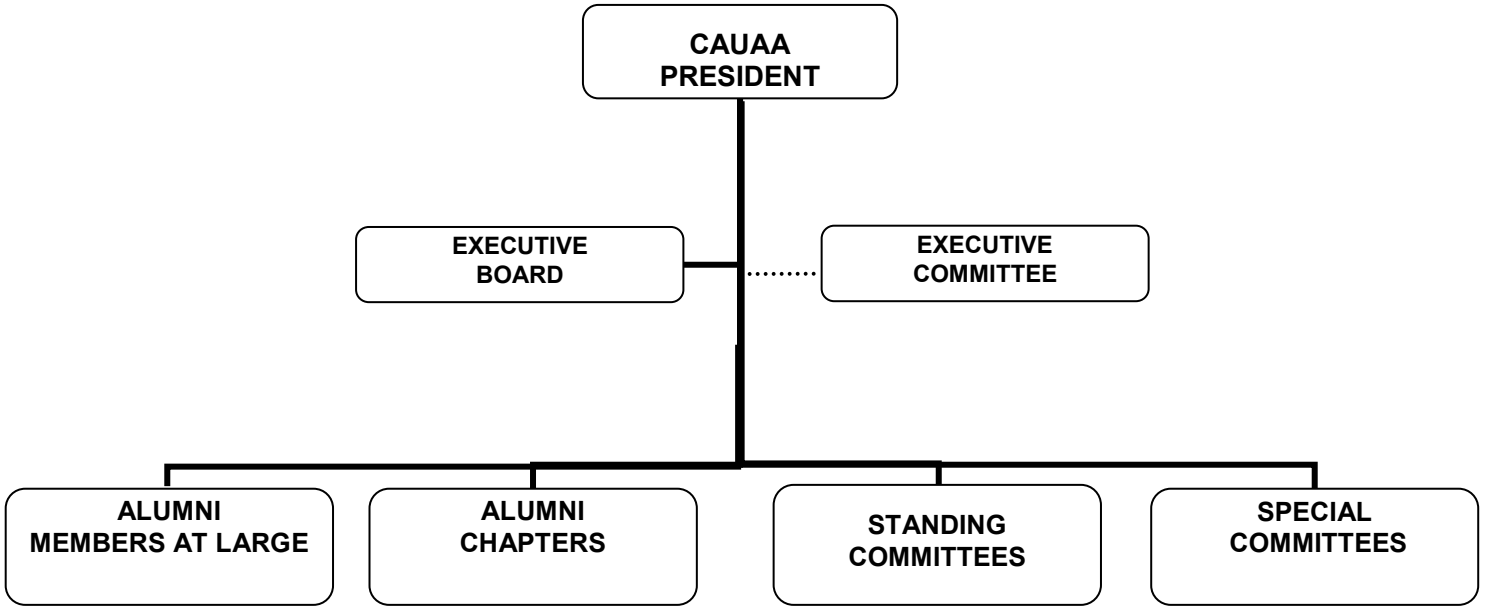 CAUAA
PRESIDENT
EXECUTIVE
BOARD
EXECUTIVE
COMMITTEE
ALUMNI
MEMBERS AT LARGE
ALUMNI
CHAPTERS
STANDING
COMMITTEES
SPECIAL
COMMITTEES